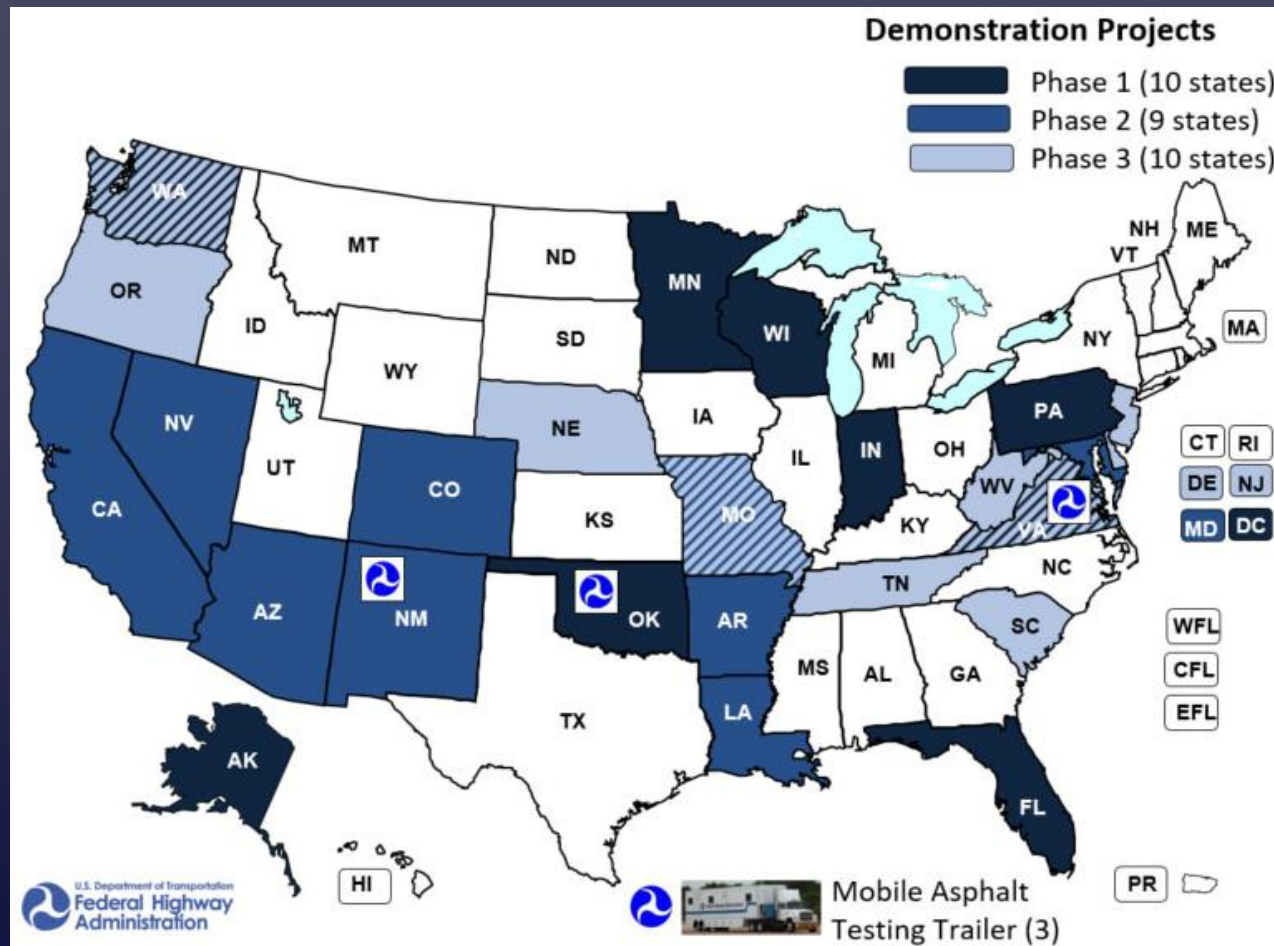 Demonstration Projects
Phase 1 (10 states)
Phase 2 (9 states)
Phase 3 (10 states)
WA
MT
ND
MN
NH
ME
VT
OR
ID
SD
WI
MI
NY
MA
WY
NV
NE
IA
PA
UT
CO
IL
IN
OH
CT
RI
WV
DE
NJ
CA
KS
MO
KY
VA
MD
DC
NC
AZ
NM
OK
AR
TN
SC
WFL
MS
AL
GA
CFL
TX
LA
EFL
AK
FL
HI
PR
U.S. Department of Transportation
Federal Highway
Administration
Mobile Asphalt
Testing Trailer (3)